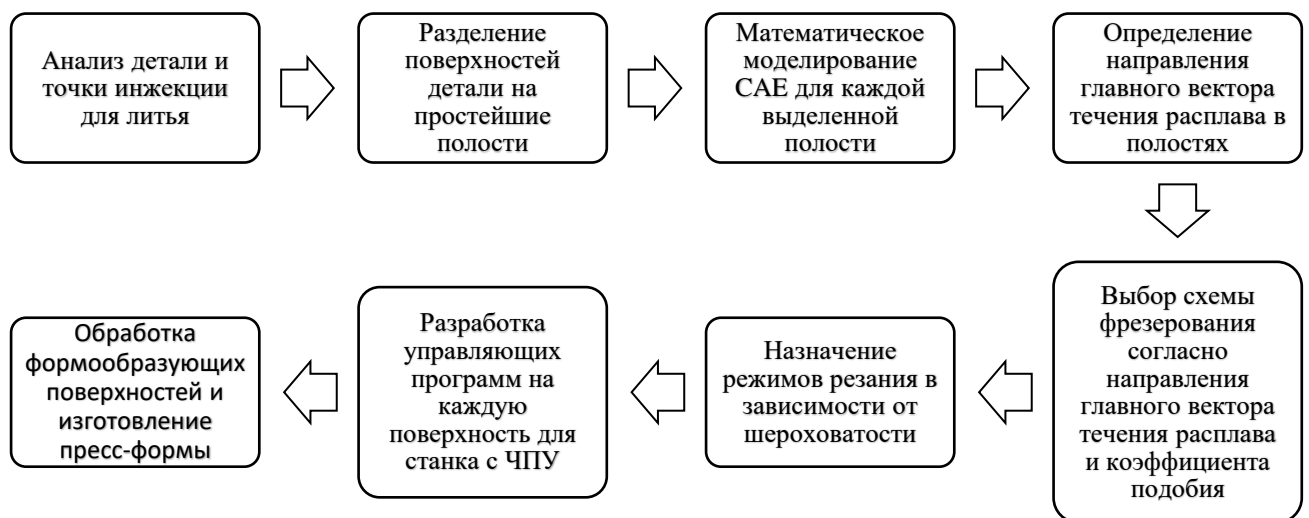 Анализ детали и
точки инжекции
для литья
Разделение
поверхностей
детали на
простейшие
полости
Математическое
моделирование
CAE для каждой
выделенной
полости
Определение
направления
главного вектора
течения расплава в
полостях
Выбор схемы
фрезерования
согласно
направления
главного вектора
течения расплава
и коэффициента
подобия
Назначение
режимов резания в
зависимости от
шероховатости
Разработка
управляющих
программ на
каждую
поверхность для
станка с ЧПУ
Обработка
формообразующих
поверхностей и
изготовление
пресс-формы